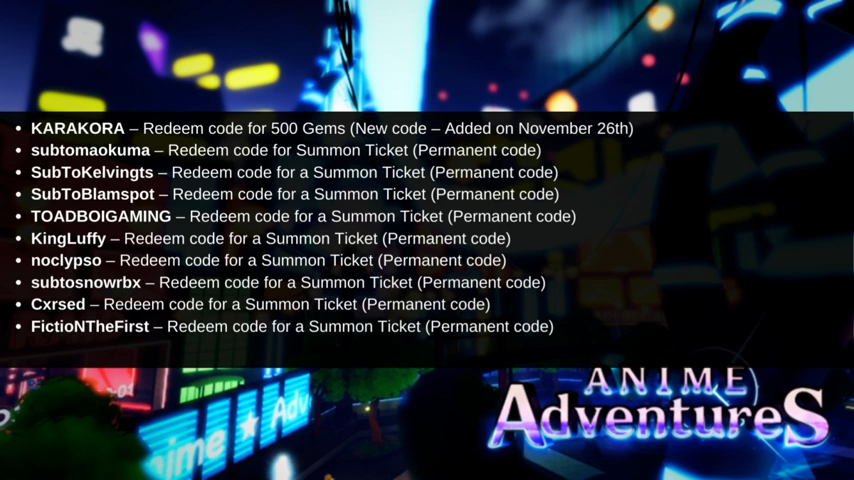 • KARAKORA – Redeem code for 500 Gems (New code – Added on November 26th)
• subtomaokuma – Redeem code for Summon Ticket (Permanent code)
• SubToKelvingts – Redeem code for a Summon Ticket (Permanent code)
• SubToBlamspot – Redeem code for a Summon Ticket (Permanent code)
• TOADBOIGAMING – Redeem code for a Summon Ticket (Permanent code)
• KingLuffy – Redeem code for a Summon Ticket (Permanent code)
• noclypso – Redeem code for a Summon Ticket (Permanent code)
• subtosnowrbx – Redeem code for a Summon Ticket (Permanent code)
• Cxrsed – Redeem code for a Summon Ticket (Permanent code)
• FictioNTheFirst – Redeem code for a Summon Ticket (Permanent code)
ANIME
AdventureS
nime ★ Adv